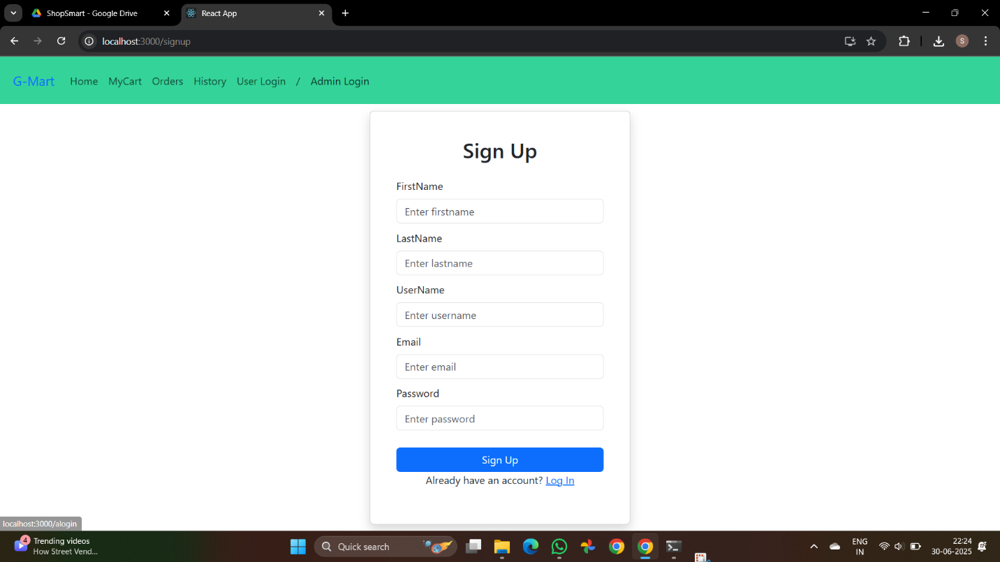 ShopSmart - Google Drive
React App
localhost:3000/signup
S
G-Mart Home MyCart Orders History User Login / Admin Login
Sign Up
FirstName
Enter firstname
LastName
Enter lastname
UserName
Enter username
Email
Enter email
Password
Enter password
Sign Up
Already have an account? Log In
localhost:3000/alogin
4
Trending videos
How Street Vend...
Quick search
ENG
IN
22:24
30-06-2025